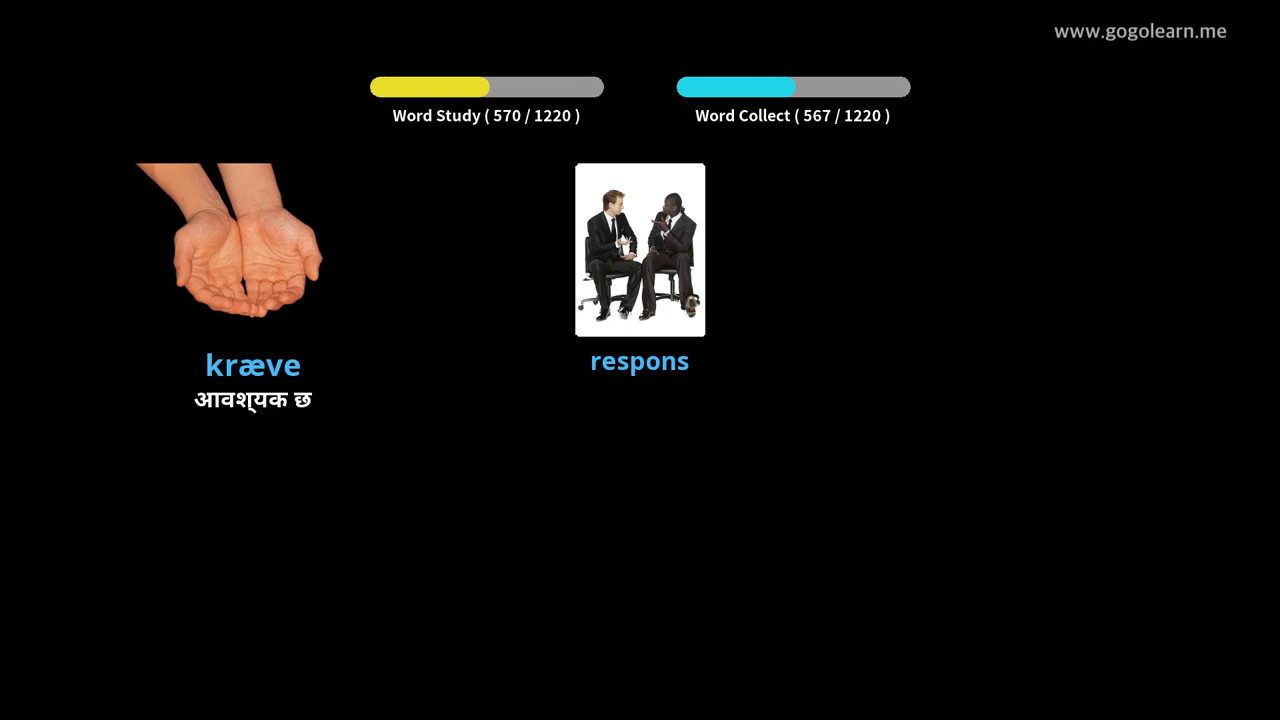 www.gogolearn.me
Word Study ( 570 / 1220 )
Word Collect ( 567 / 1220 )
kræve
आवश्यक छ
respons